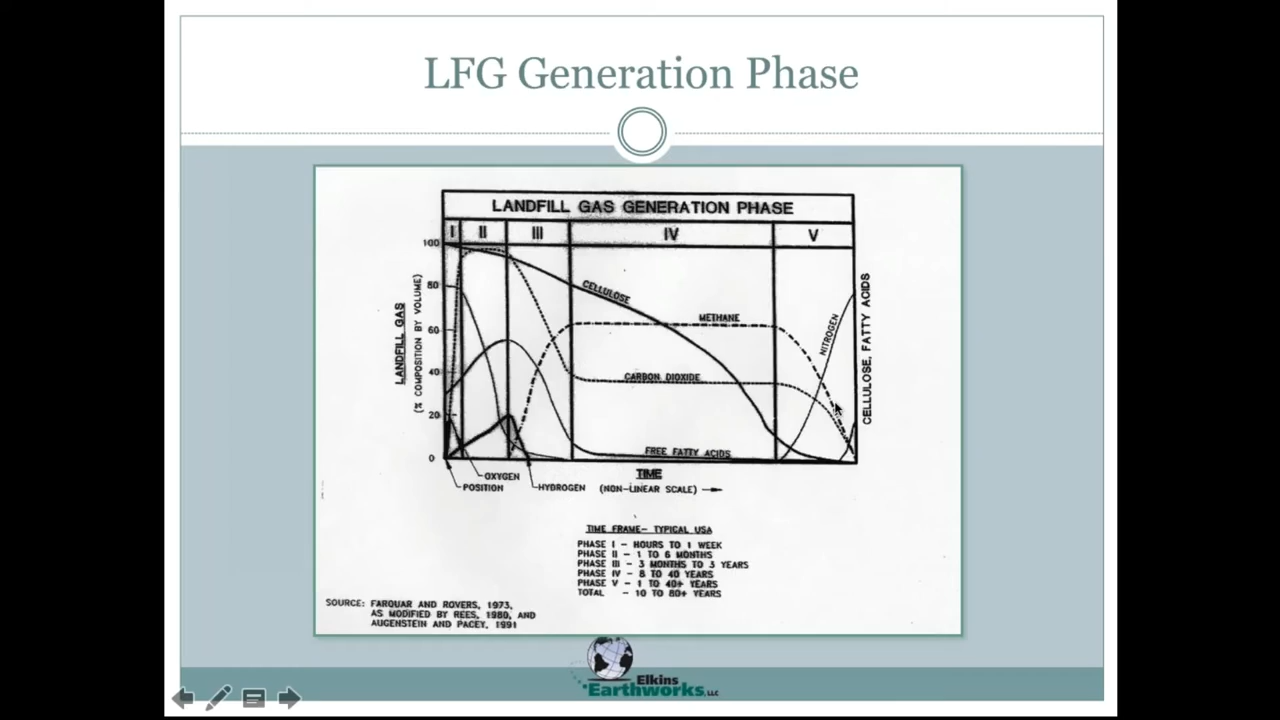 LFG Generation Phase
LANDFILL GAS GENERATION PHASE
I II III IV V
100
80
60
40
20
0
LANDFILL GAS
(% COMPOSITION BY VOLUME)
CELLULOSE
METHANE
NITROGEN
CARBON DIOXIDE
FREE FATTY ACIDS
CELLULOSE, FATTY ACIDS
TIME
OXYGEN
POSITION
HYDROGEN
(NON-LINEAR SCALE)
TIME FRAME- TYPICAL USA
PHASE I - HOURS TO 1 WEEK
PHASE II - 1 TO 6 MONTHS
PHASE III - 3 MONTHS TO 3 YEARS
PHASE IV - 8 TO 40 YEARS
PHASE V - 1 TO 40+ YEARS
TOTAL - 10 TO 80+ YEARS
SOURCE: FARQUAR AND ROVERS, 1973,
AS MODIFIED BY REES, 1980, AND
AUGENSTEIN AND PACEY, 1991
Elkins
Earthworks, LLC